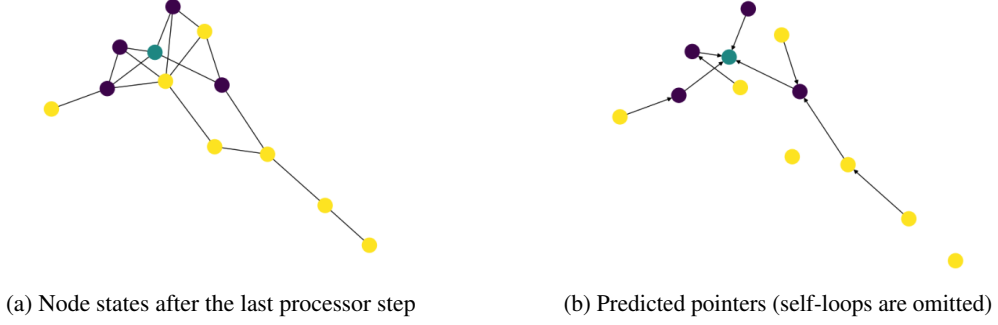 (a) Node states after the last processor step
(b) Predicted pointers (self-loops are omitted)